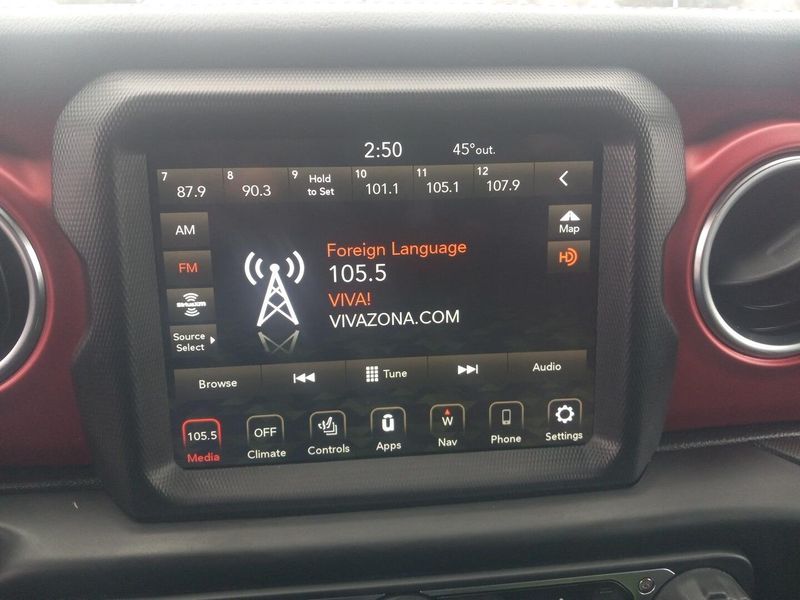 2:50
45°out.
7 87.9
8 90.3
9 Hold to Set
10 101.1
11 105.1
12 107.9
AM
FM
SiriusXM
Source Select
Foreign Language
105.5
VIVA!
VIVAZONA.COM
Map
HD
Browse
Tune
Audio
105.5
Media
OFF
Climate
Controls
Apps
W
Nav
Phone
Settings